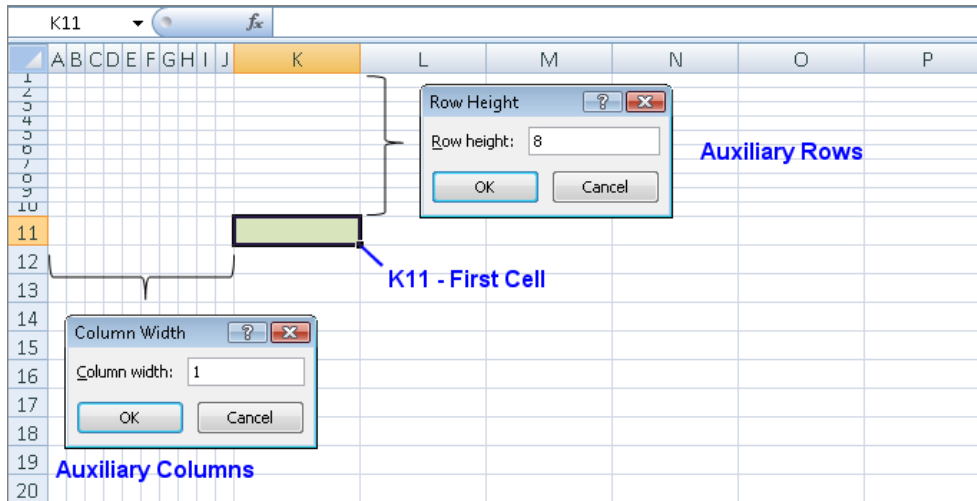 K11 fx
A B C D E F G H I J K L M N O P
1
2
3
4
5
6
7
8
9
10
11
12
13
14
15
16
17
18
19
20
Row Height ?
Row height: 8
OK Cancel
Auxiliary Rows
K11 - First Cell
Column Width ?
Column width: 1
OK Cancel
Auxiliary Columns